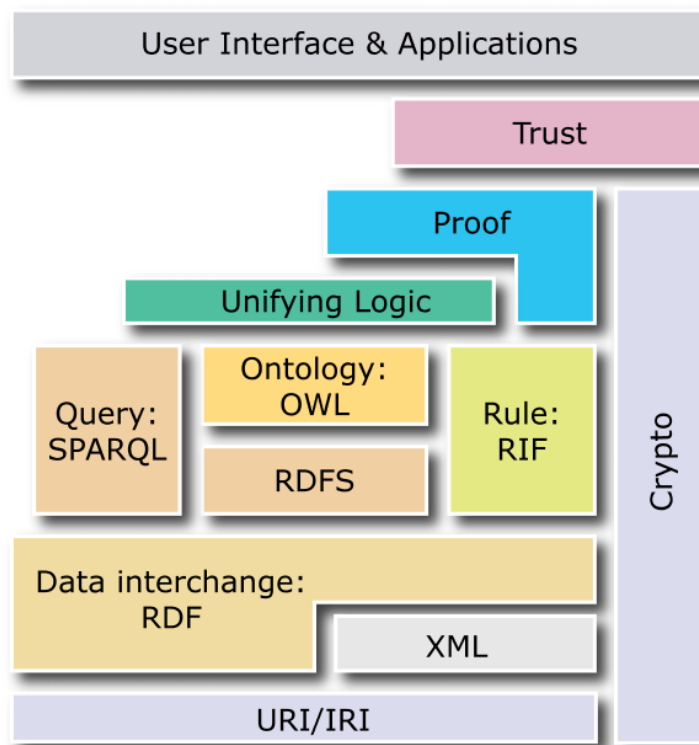 User Interface & Applications
Trust
Proof
Unifying Logic
Query:
SPARQL
Ontology:
OWL
RDFS
Rule:
RIF
Crypto
Data interchange:
RDF
XML
URI/IRI